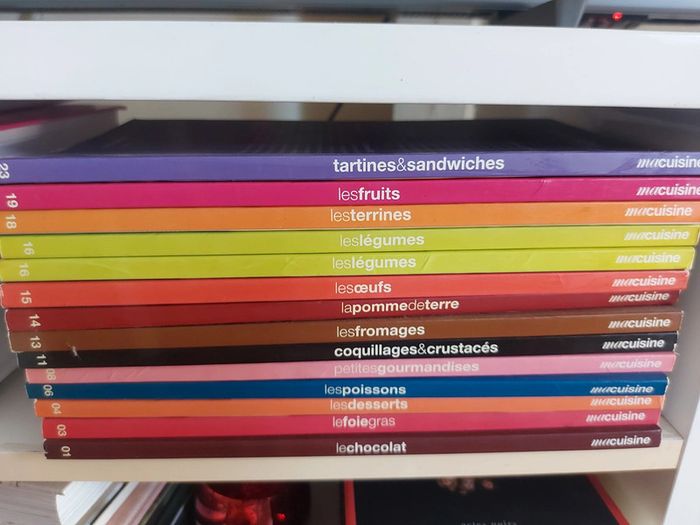 23 tartines&sandwiches macuisine
19 lesfruits macuisine
18 lesterrines macuisine
16 leslégumes macuisine
16 leslégumes macuisine
15 lesœufs macuisine
14 lapommedeterre macuisine
13 lesfromages macuisine
11 coquillages&crustacés macuisine
08 petitesgourmandises macuisine
06 lespoissons macuisine
04 lesdesserts macuisine
03 lefoiegras macuisine
01 lechocolat macuisine